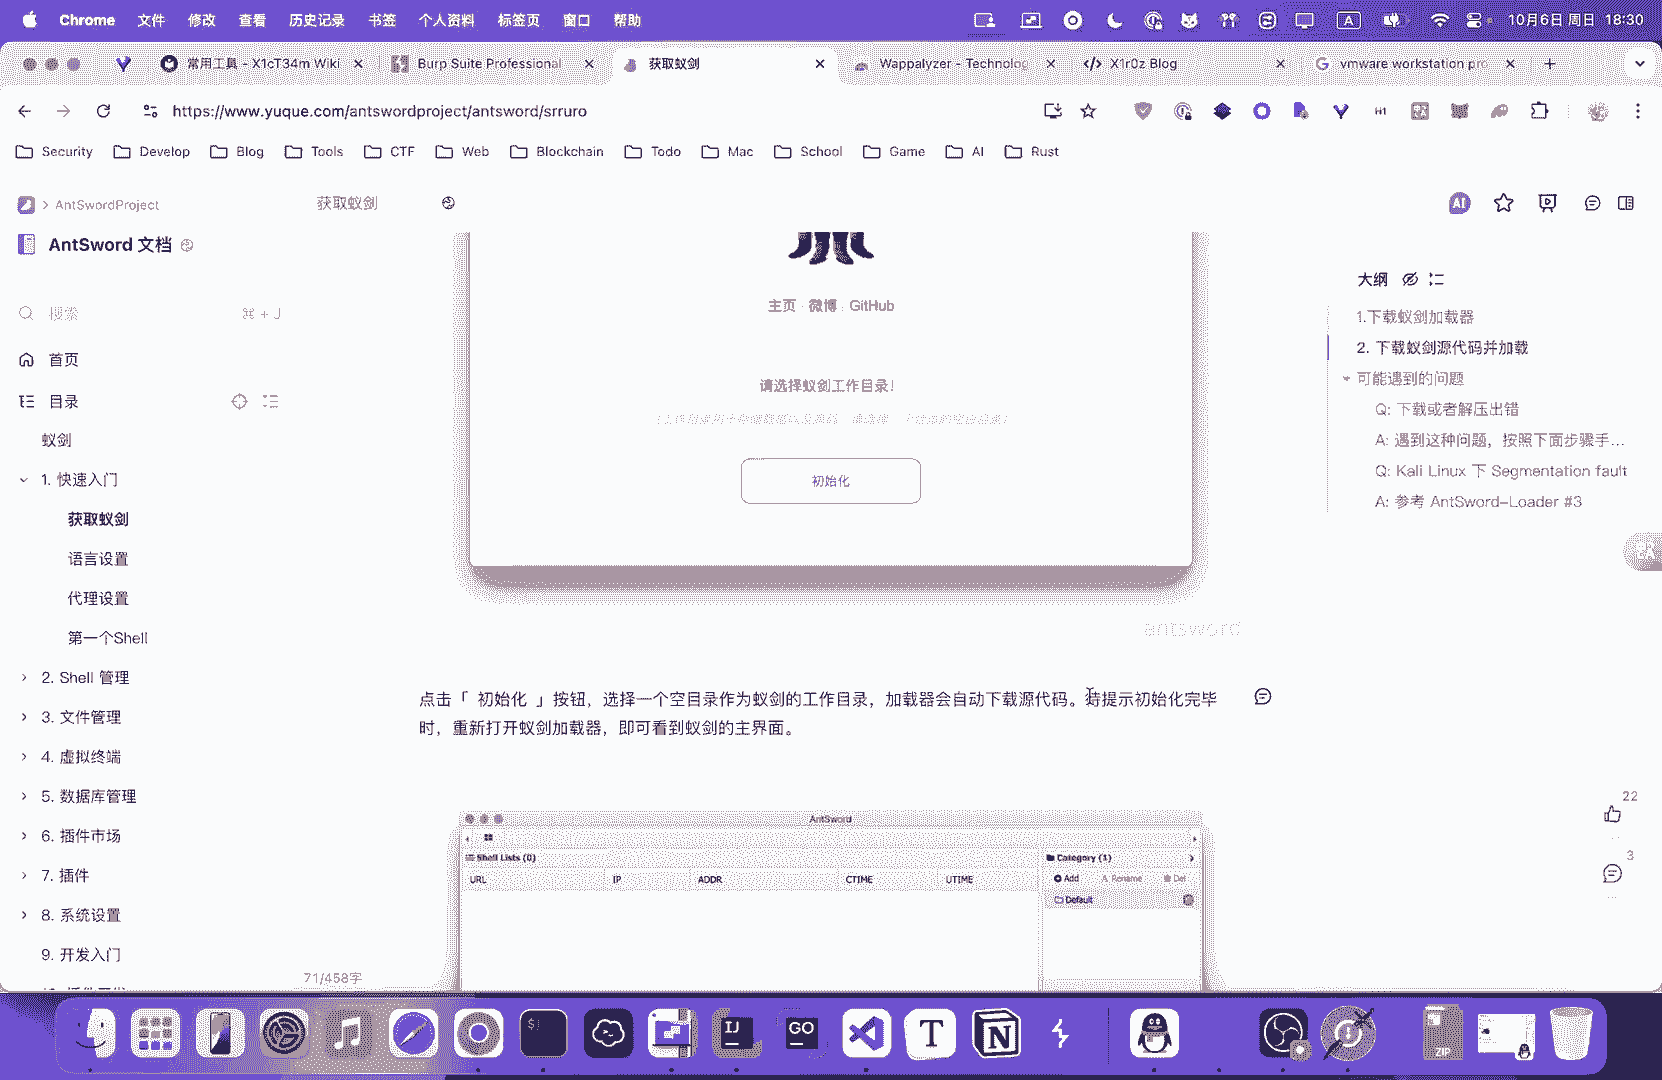 Chrome 文件 修改 查看 历史记录 书签 个人资料 标签页 窗口 帮助 A 10月6日 周日 18:30
常用工具 - X1cT34m Wiki Burp Suite Professional 获取蚁剑 Wappalyzer - Technolog X1r0z Blog vmware workstation pro
https://www.yuque.com/antswordproject/antsword/srruro
Security Develop Blog Tools CTF Web Blockchain Todo Mac School Game AI Rust
AntSwordProject 获取蚁剑 AI
AntSword 文档
搜索 ⌘ + J
首页
目录
蚁剑
1. 快速入门
获取蚁剑
语言设置
代理设置
第一个Shell
2. Shell 管理
3. 文件管理
4. 虚拟终端
5. 数据库管理
6. 插件市场
7. 插件
8. 系统设置
9. 开发入门
71/458字
主页 · 微博 · GitHub
请选择蚁剑工作目录!
初始化
antsword
点击「 初始化 」按钮，选择一个空目录作为蚁剑的工作目录，加载器会自动下载源代码。待提示初始化完毕
时，重新打开蚁剑加载器，即可看到蚁剑的主界面。
AntSword
Shell Lists (0) Category (1)
URL IP ADDR CTIME UTIME Add Rename Del
Default
大纲
1.下载蚁剑加载器
2. 下载蚁剑源代码并加载
可能遇到的问题
Q: 下载或者解压出错
A: 遇到这种问题，按照下面步骤手...
Q: Kali Linux 下 Segmentation fault
A: 参考 AntSword-Loader #3
22
3
$] IJ GO T N ZIP